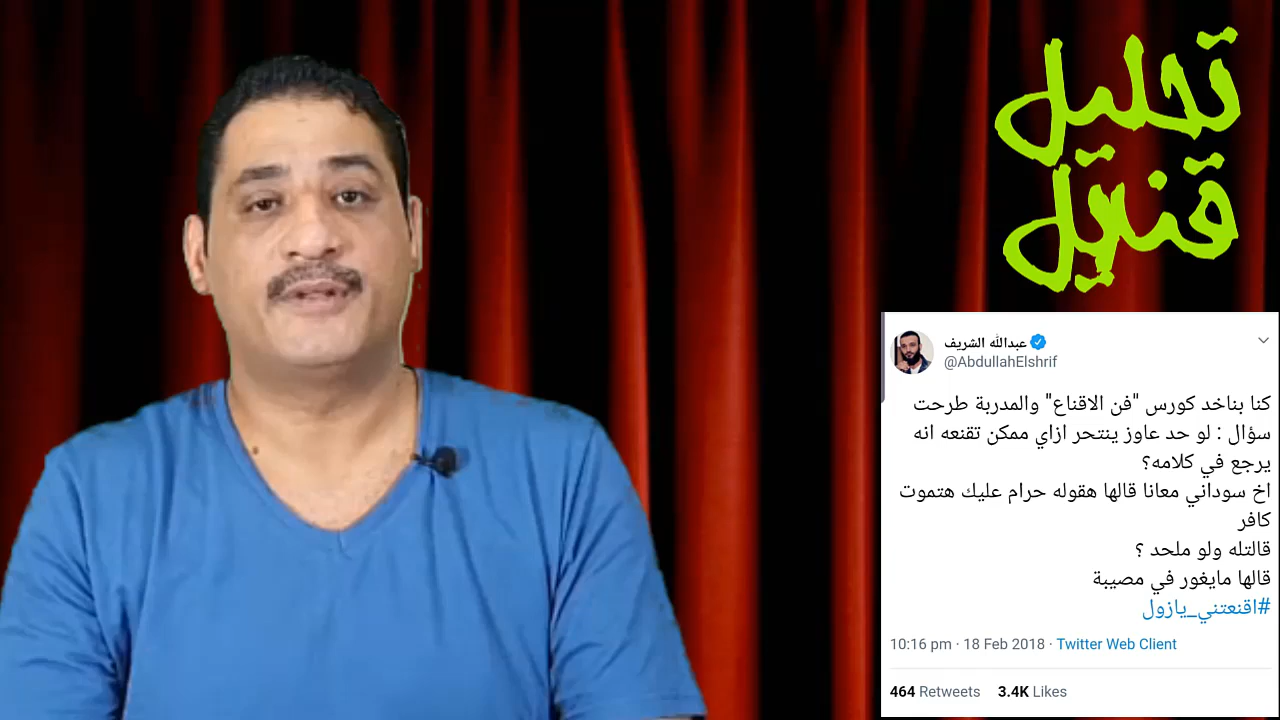 تحليل
قنديل
عبدالله الشريف
@AbdullahElshrif
كنا بناخد كورس "فن الاقناع" والمدربة طرحت
سؤال : لو حد عاوز ينتحر ازاي ممكن تقنعه انه
يرجع في كلامه؟
اخ سوداني معانا قالها هقوله حرام عليك هتموت
كافر
قالتله ولو ملحد ؟
قالها مايغور في مصيبة
#اقنعتني_يازول
10:16 pm · 18 Feb 2018 · Twitter Web Client
464 Retweets 3.4K Likes